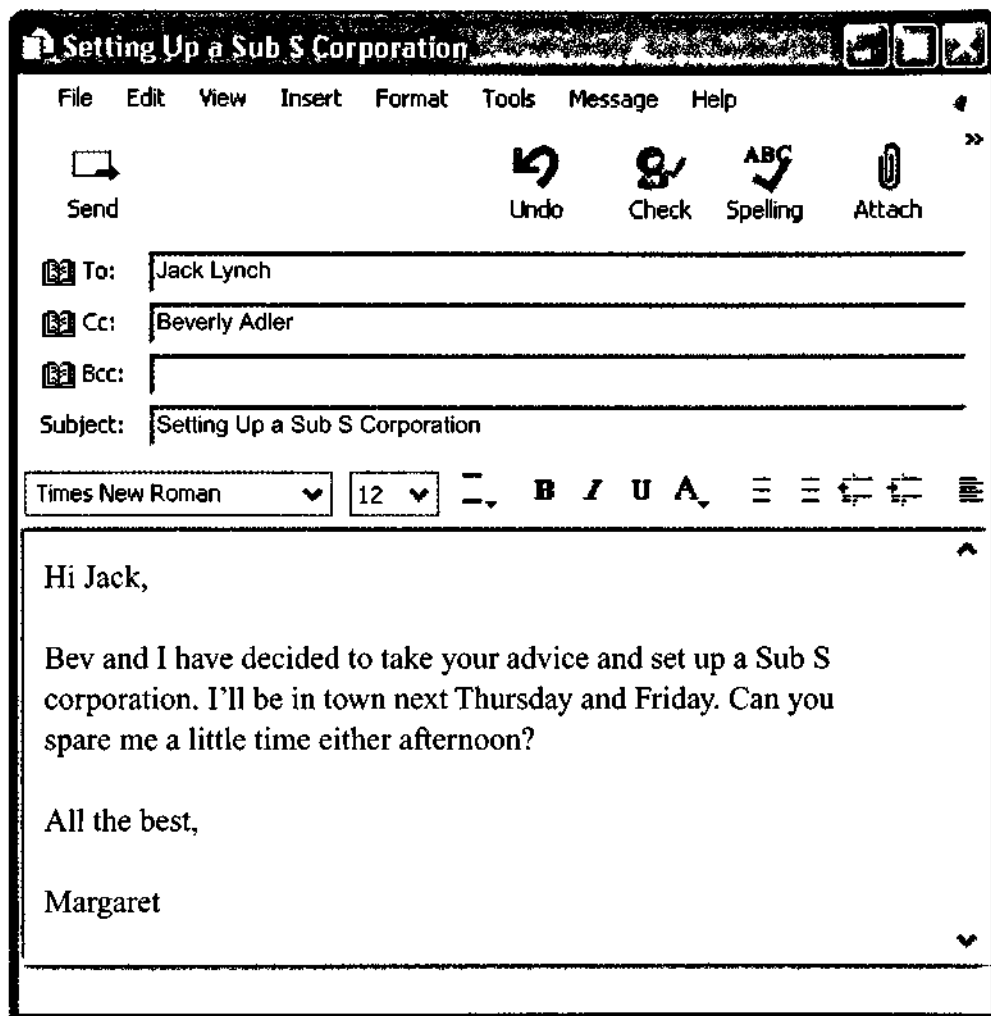 Setting Up a Sub S Corporation
File Edit View Insert Format Tools Message Help
ABC
Send Undo Check Spelling Attach
To: Jack Lynch
Cc: Beverly Adler
Bcc:
Subject: Setting Up a Sub S Corporation
Times New Roman 12 B I U A
Hi Jack,
Bev and I have decided to take your advice and set up a Sub S
corporation. I'll be in town next Thursday and Friday. Can you
spare me a little time either afternoon?
All the best,
Margaret